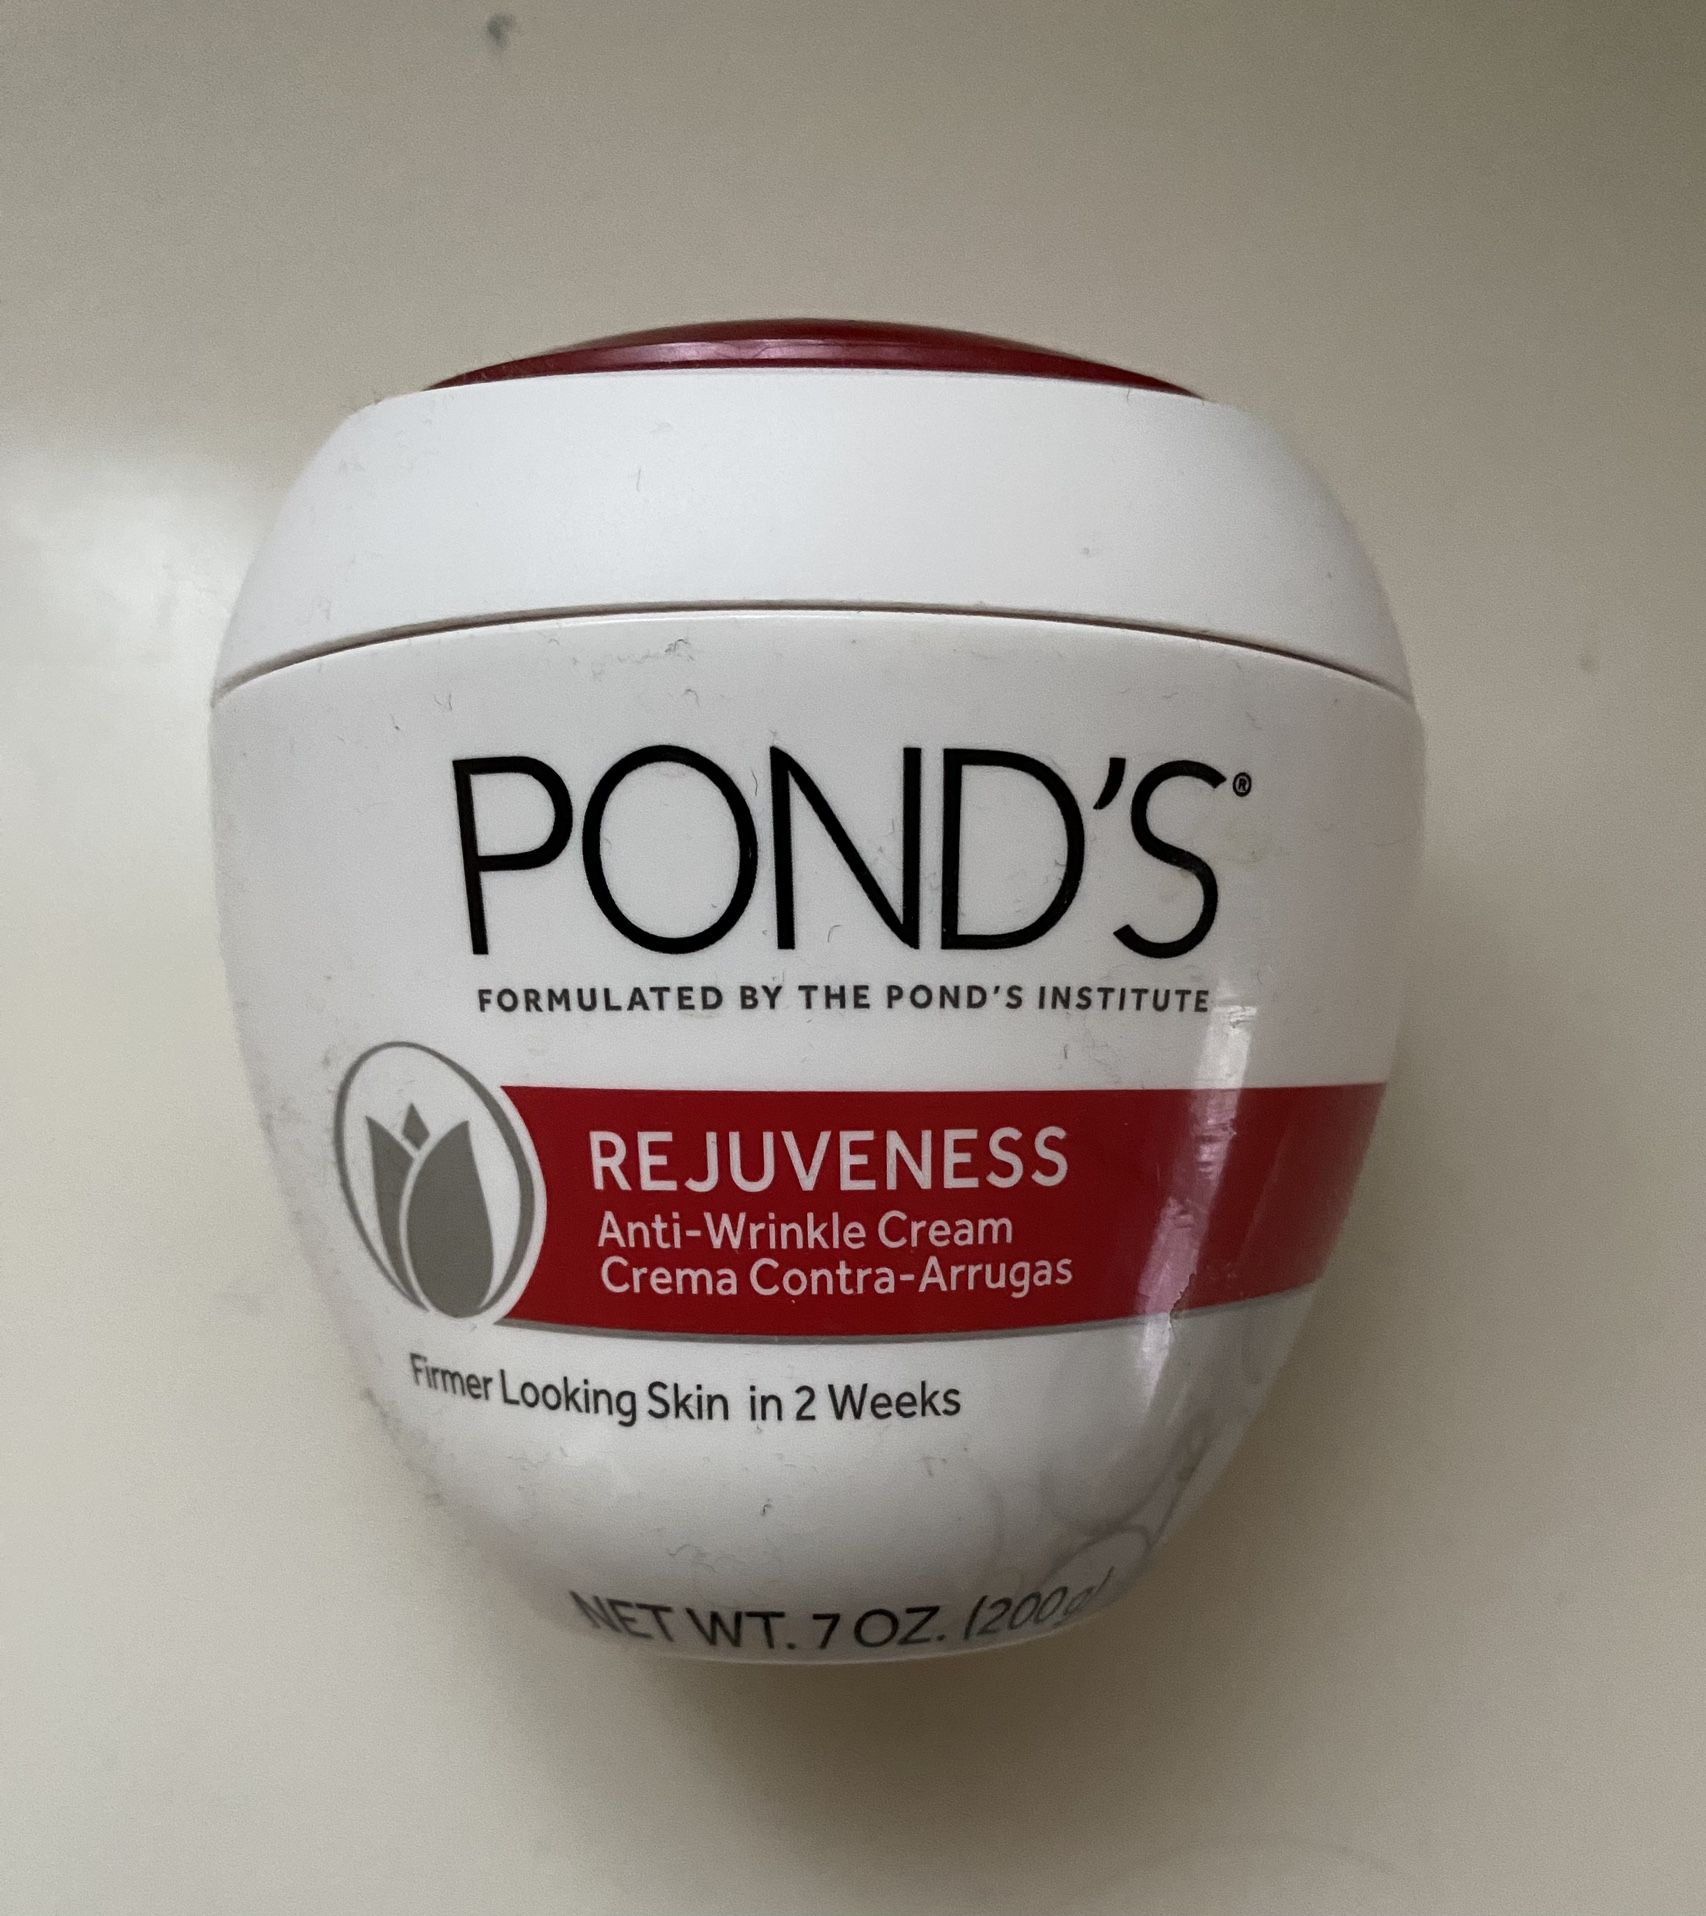 POND'S®
FORMULATED BY THE POND'S INSTITUTE
REJUVENESS
Anti-Wrinkle Cream
Crema Contra-Arrugas
Firmer Looking Skin in 2 Weeks
NET WT. 7 OZ. (200g)